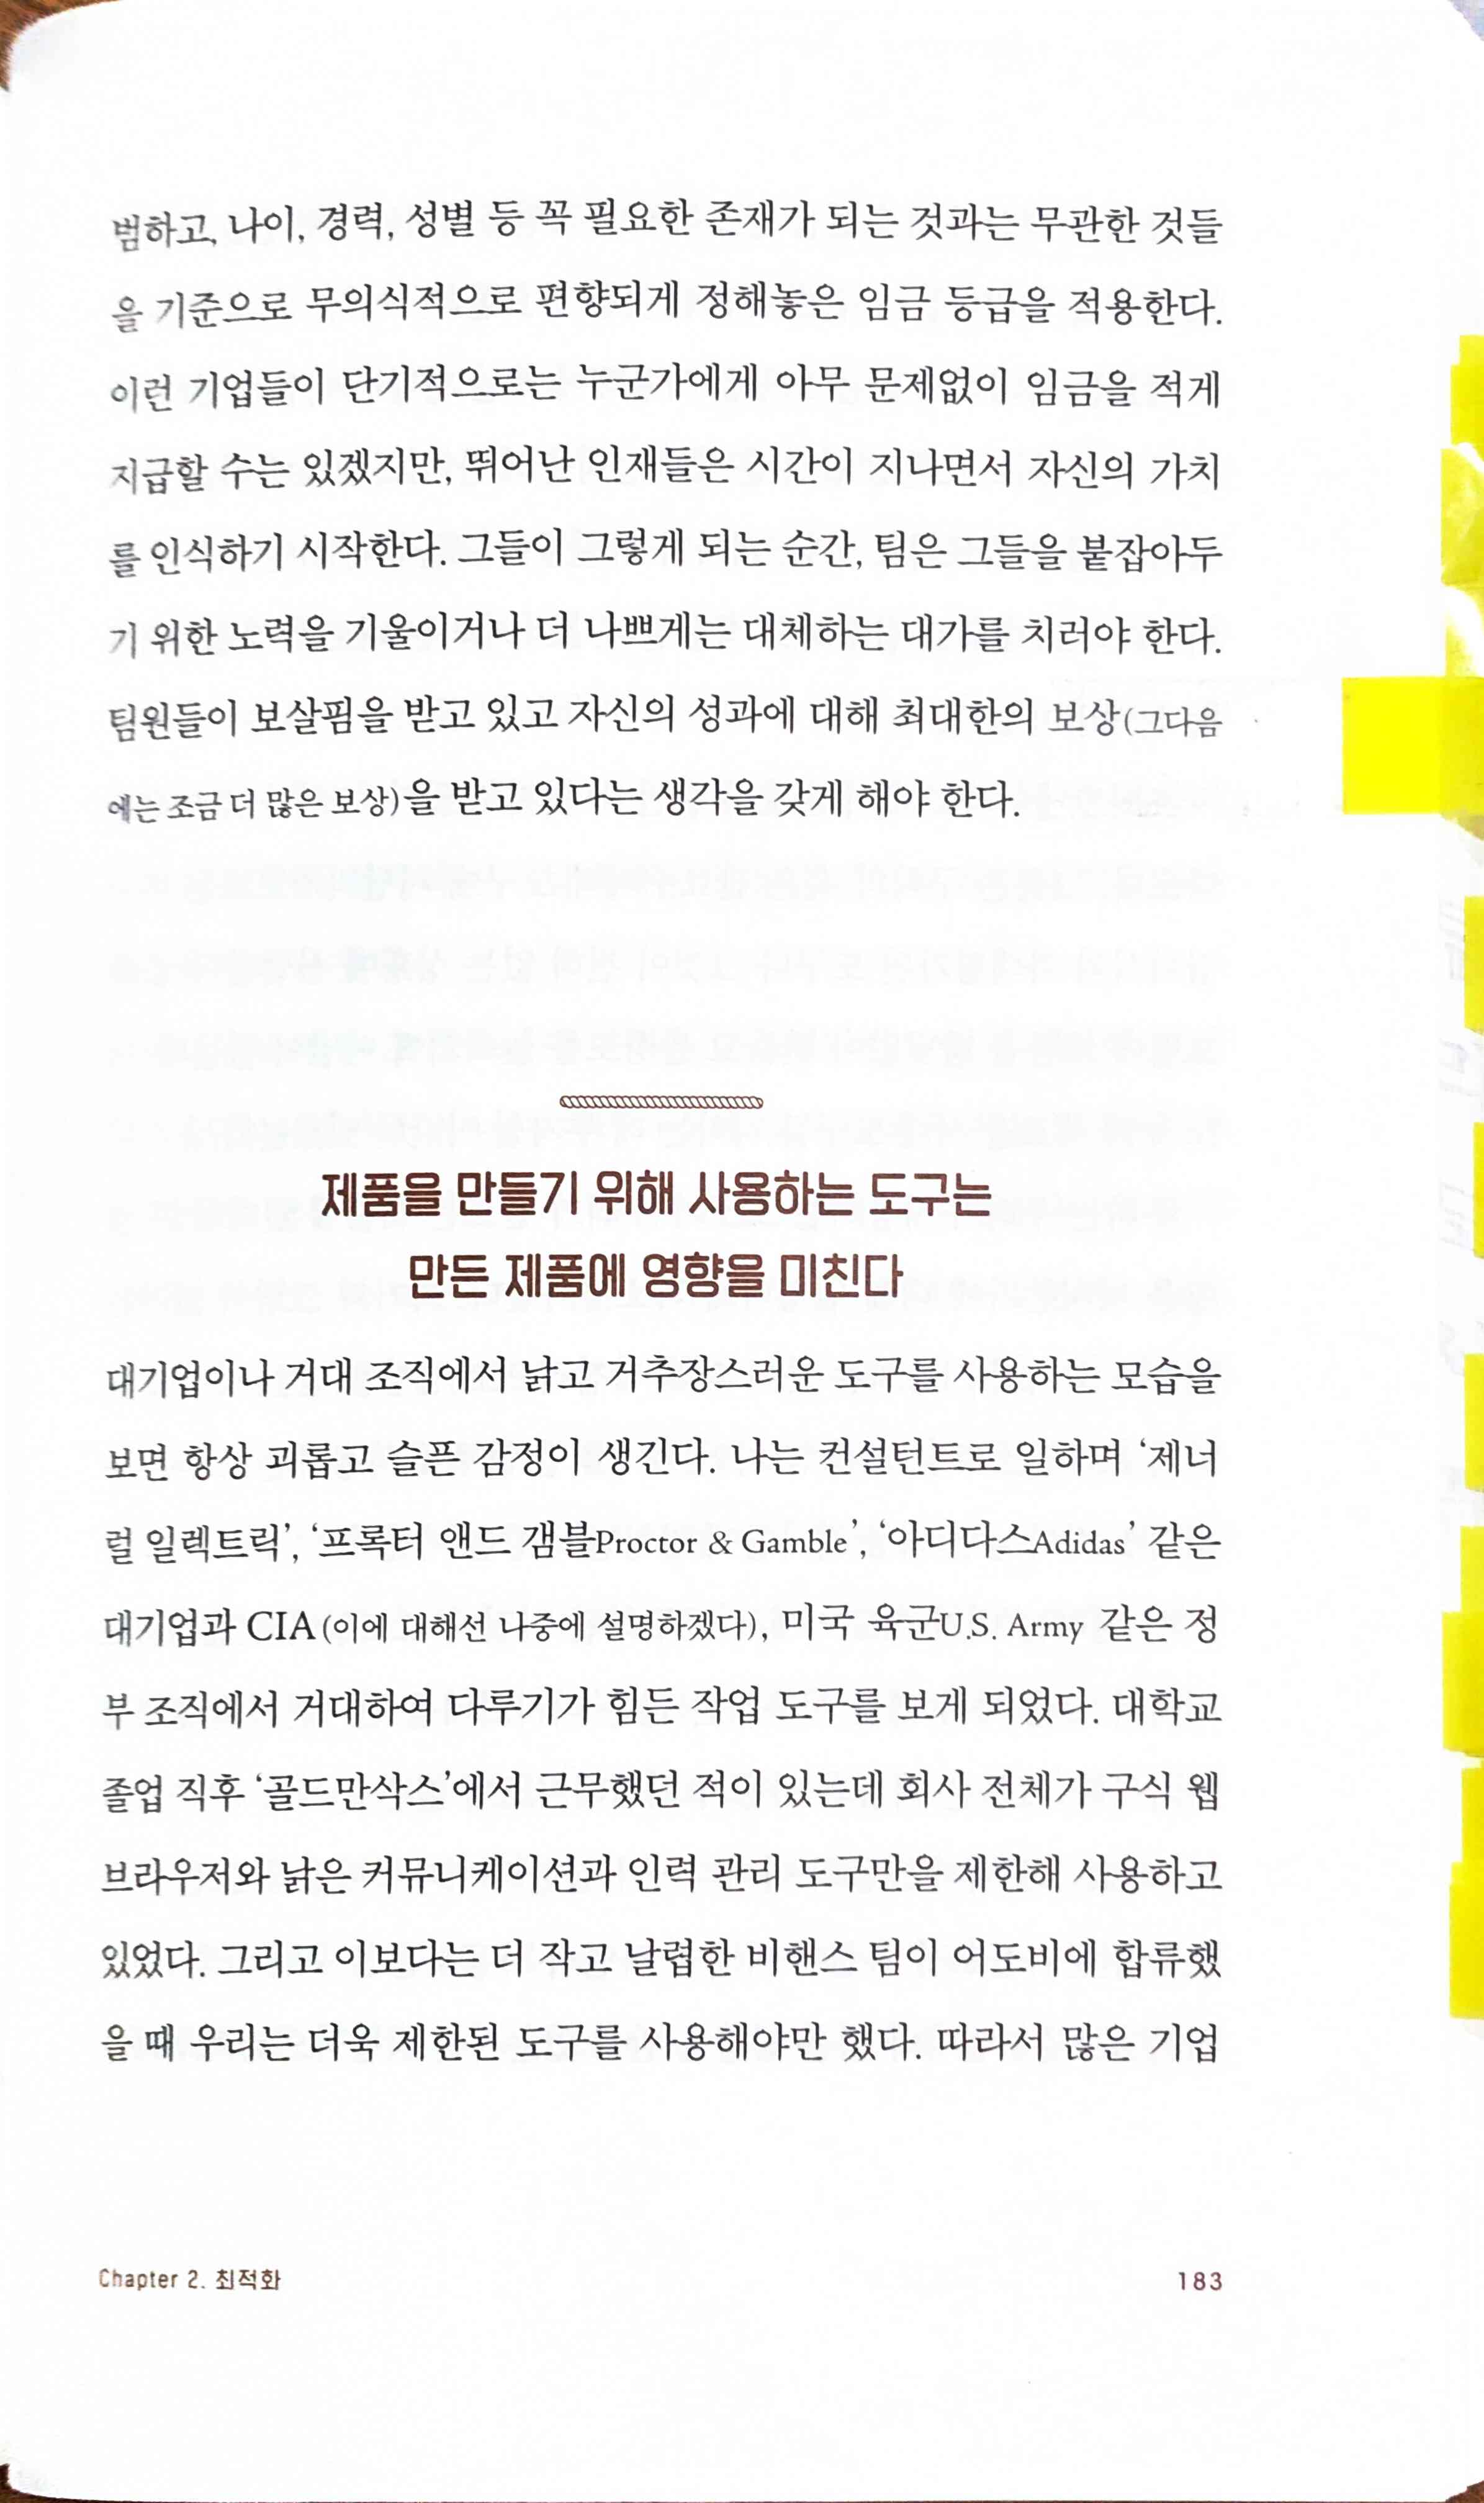 범하고, 나이, 경력, 성별 등 꼭 필요한 존재가 되는 것과는 무관한 것들
을 기준으로 무의식적으로 편향되게 정해놓은 임금 등급을 적용한다.
이런 기업들이 단기적으로는 누군가에게 아무 문제없이 임금을 적게
지급할 수는 있겠지만, 뛰어난 인재들은 시간이 지나면서 자신의 가치
를 인식하기 시작한다. 그들이 그렇게 되는 순간, 팀은 그들을 붙잡아두
기 위한 노력을 기울이거나 더 나쁘게는 대체하는 대가를 치러야 한다.
팀원들이 보살핌을 받고 있고 자신의 성과에 대해 최대한의 보상(그다음
에는 조금 더 많은 보상)을 받고 있다는 생각을 갖게 해야 한다.
제품을 만들기 위해 사용하는 도구는
만든 제품에 영향을 미친다
대기업이나 거대 조직에서 낡고 거추장스러운 도구를 사용하는 모습을
보면 항상 괴롭고 슬픈 감정이 생긴다. 나는 컨설턴트로 일하며 ‘제너
럴 일렉트릭’, ‘프록터 앤드 갬블Proctor & Gamble’, ‘아디다스Adidas’ 같은
대기업과 CIA(이에 대해선 나중에 설명하겠다), 미국 육군U.S. Army 같은 정
부 조직에서 거대하여 다루기가 힘든 작업 도구를 보게 되었다. 대학교
졸업 직후 ‘골드만삭스’에서 근무했던 적이 있는데 회사 전체가 구식 웹
브라우저와 낡은 커뮤니케이션과 인력 관리 도구만을 제한해 사용하고
있었다. 그리고 이보다는 더 작고 날렵한 비핸스 팀이 어도비에 합류했
을 때 우리는 더욱 제한된 도구를 사용해야만 했다. 따라서 많은 기업
Chapter 2. 최적화
183